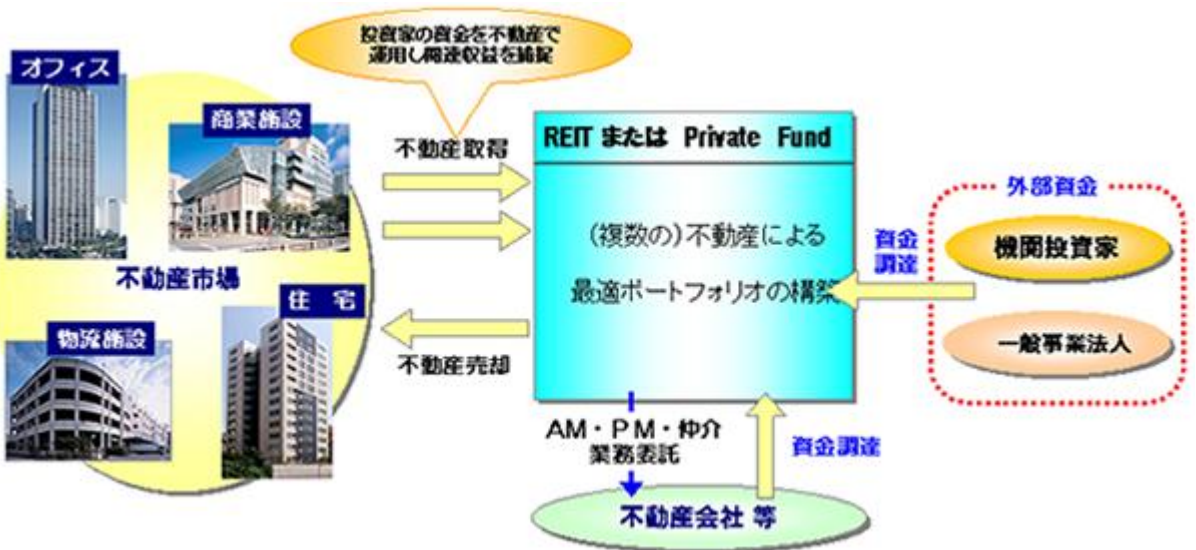 投資家の資金を不動産で
運用し関連収益を捕捉
オフィス
商業施設
不動産市場
住 宅
物流施設
不動産取得
不動産売却
REIT または Private Fund
(複数の)不動産による
最適ポートフォリオの構築
資金
調達
外部資金
機関投資家
一般事業法人
AM・PM・仲介
業務委託
資金調達
不動産会社 等